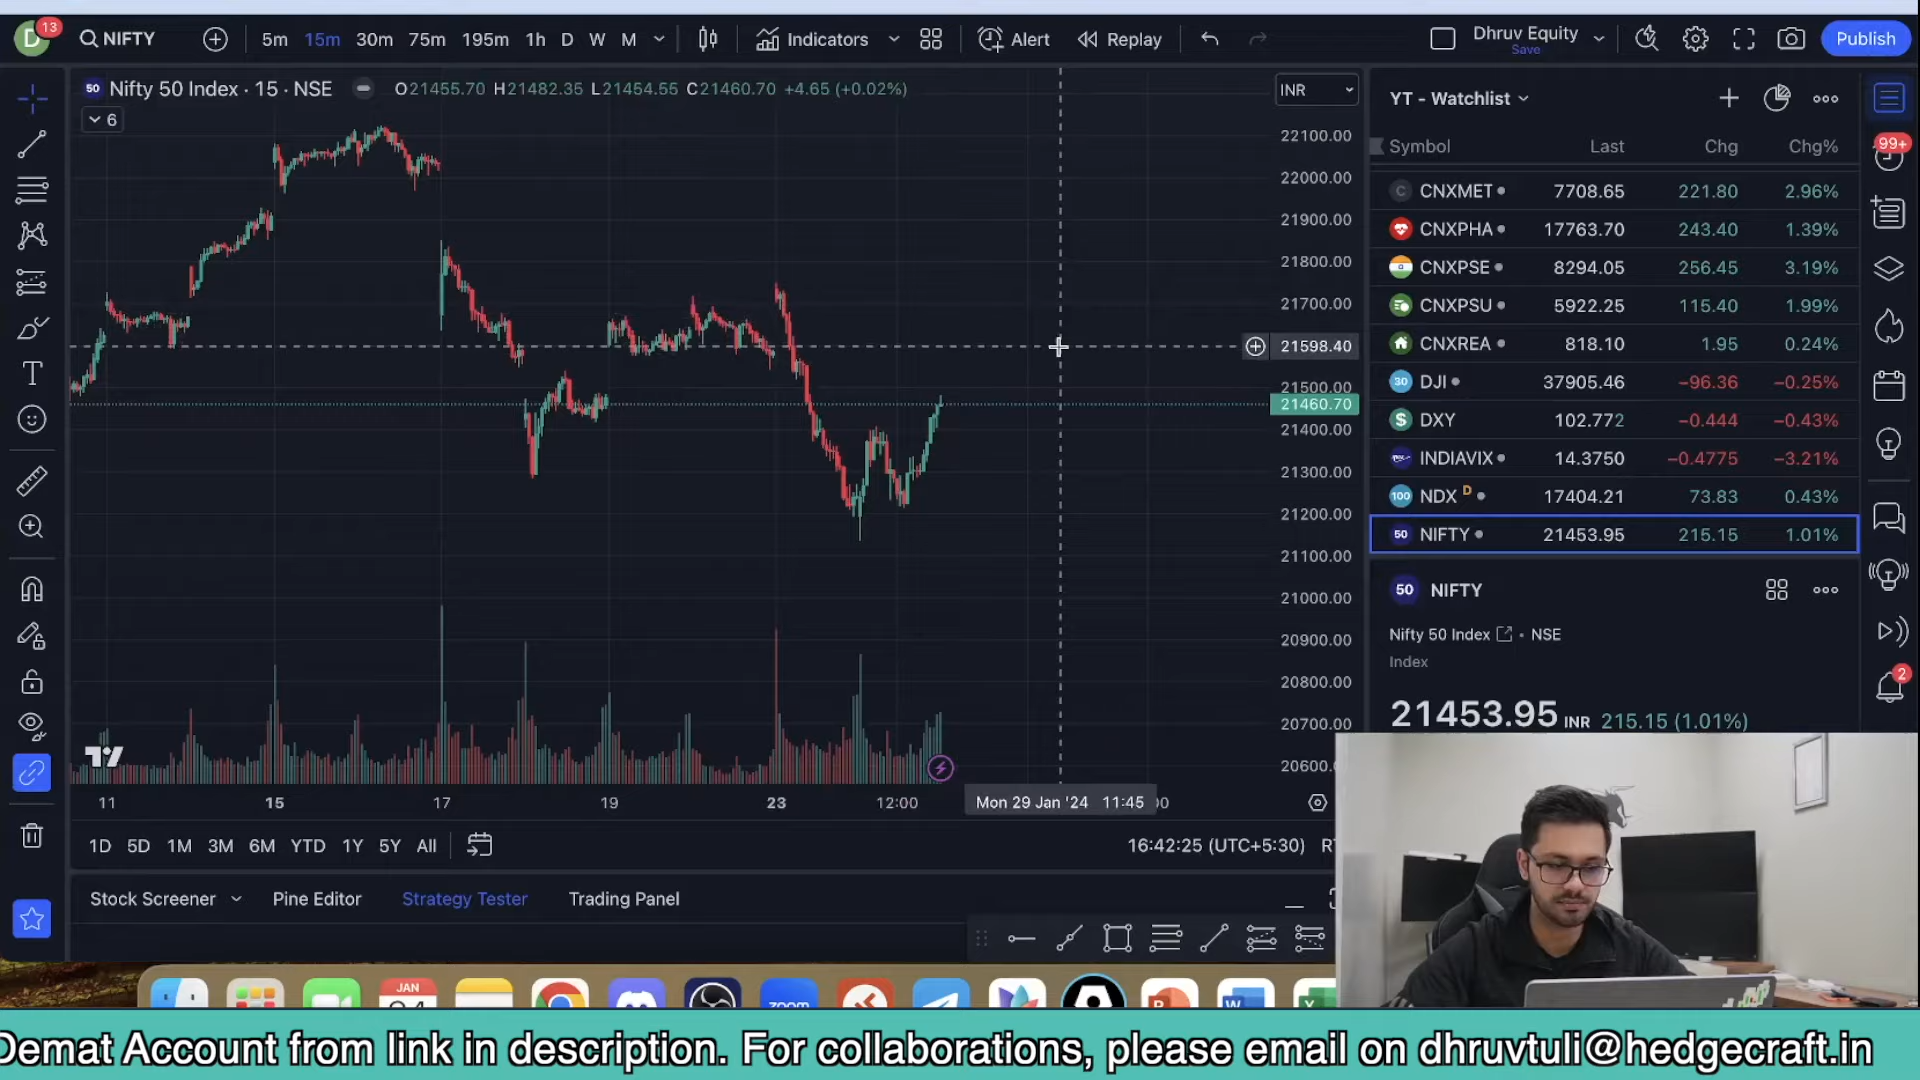 D 13 NIFTY 5m 15m 30m 75m 195m 1h D W M Indicators Alert Replay Dhruv Equity Save Publish
50 Nifty 50 Index · 15 · NSE O21455.70 H21482.35 L21454.55 C21460.70 +4.65 (+0.02%)
6
INR
22100.00
22000.00
21900.00
21800.00
21700.00
21598.40
21500.00
21460.70
21400.00
21300.00
21200.00
21100.00
21000.00
20900.00
20800.00
20700.00
20600.
11 15 17 19 23 12:00 Mon 29 Jan '24 11:45 00
1D 5D 1M 3M 6M YTD 1Y 5Y All 16:42:25 (UTC+5:30)
Stock Screener Pine Editor Strategy Tester Trading Panel
YT - Watchlist
99+
Symbol Last Chg Chg%
C CNXMET 7708.65 221.80 2.96%
CNXPHA 17763.70 243.40 1.39%
CNXPSE 8294.05 256.45 3.19%
CNXPSU 5922.25 115.40 1.99%
CNXREA 818.10 1.95 0.24%
30 DJI 37905.46 −96.36 −0.25%
$ DXY 102.772 −0.444 −0.43%
INDIAVIX 14.3750 −0.4775 −3.21%
100 NDX D 17404.21 73.83 0.43%
50 NIFTY 21453.95 215.15 1.01%
50 NIFTY
Nifty 50 Index · NSE
Index
2
21453.95 INR 215.15 (1.01%)
JAN
zoom
P
W
X
Demat Account from link in description. For collaborations, please email on dhruvtuli@hedgecraft.in